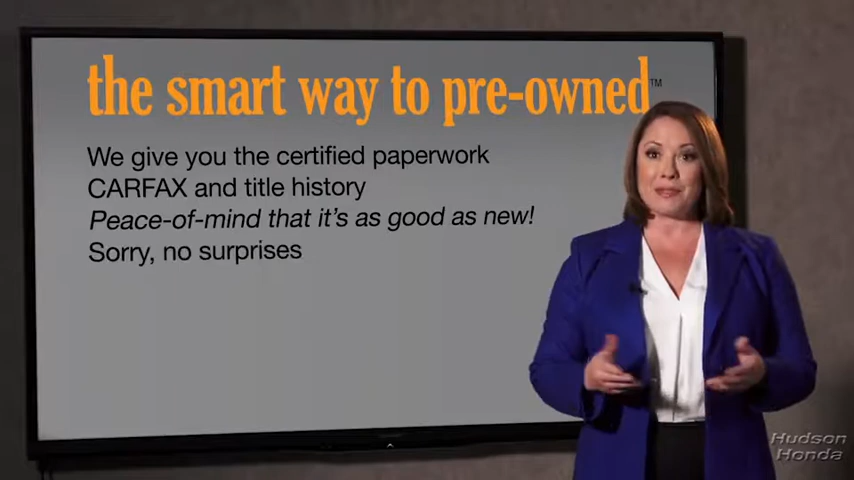 the smart way to pre-owned™
We give you the certified paperwork
CARFAX and title history
Peace-of-mind that it's as good as new!
Sorry, no surprises
Hudson
Honda